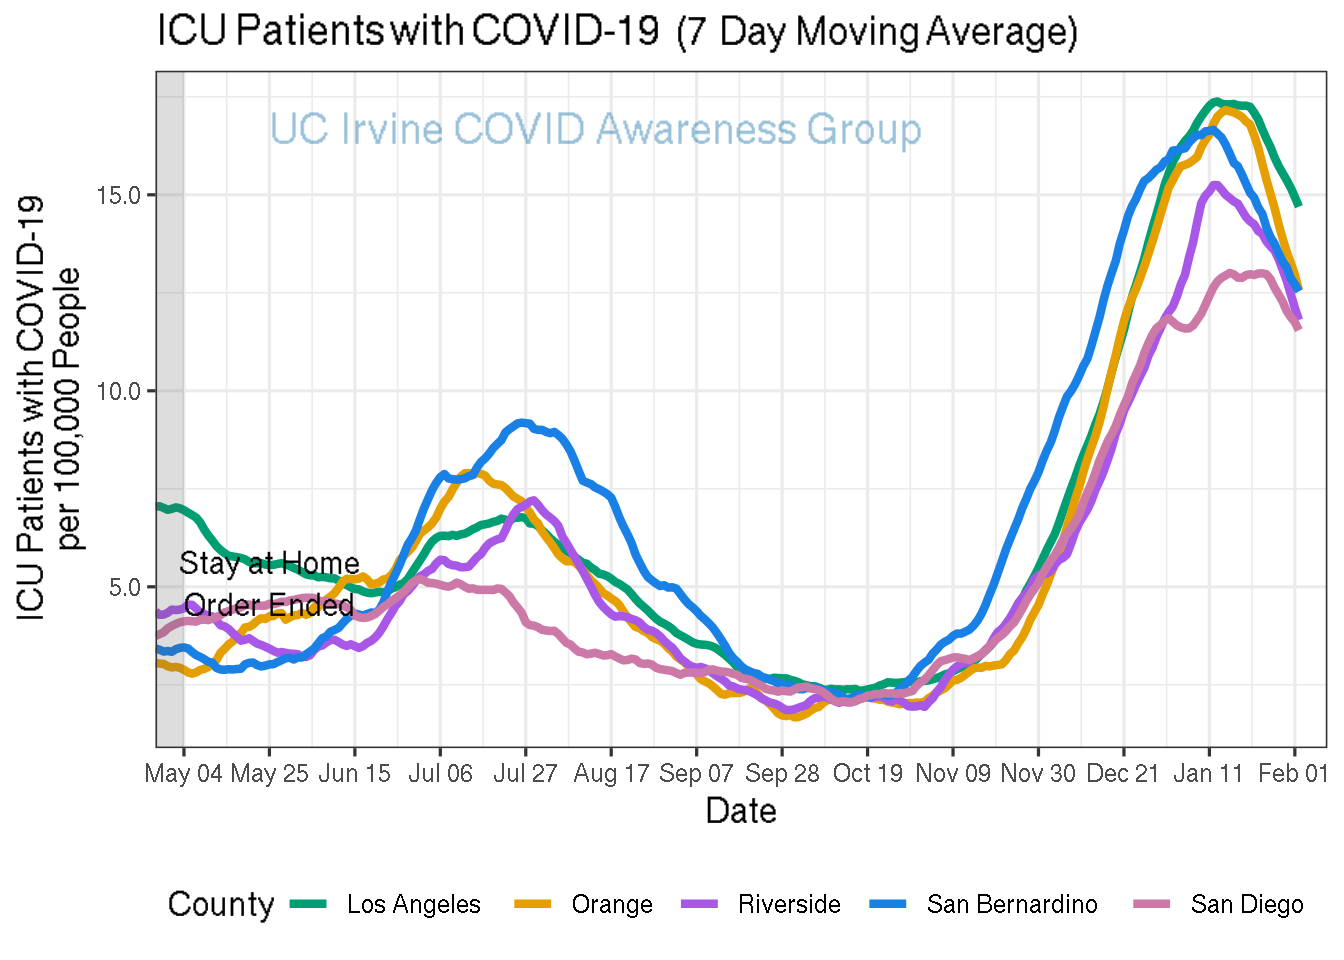 ICU Patients with COVID-19 (7 Day Moving Average)
UC Irvine COVID Awareness Group
ICU Patients with COVID-19
per 100,000 People
15.0
10.0
5.0
Stay at Home
Order Ended
May 04 May 25 Jun 15 Jul 06 Jul 27 Aug 17 Sep 07 Sep 28 Oct 19 Nov 09 Nov 30 Dec 21 Jan 11 Feb 01
Date
County Los Angeles Orange Riverside San Bernardino San Diego